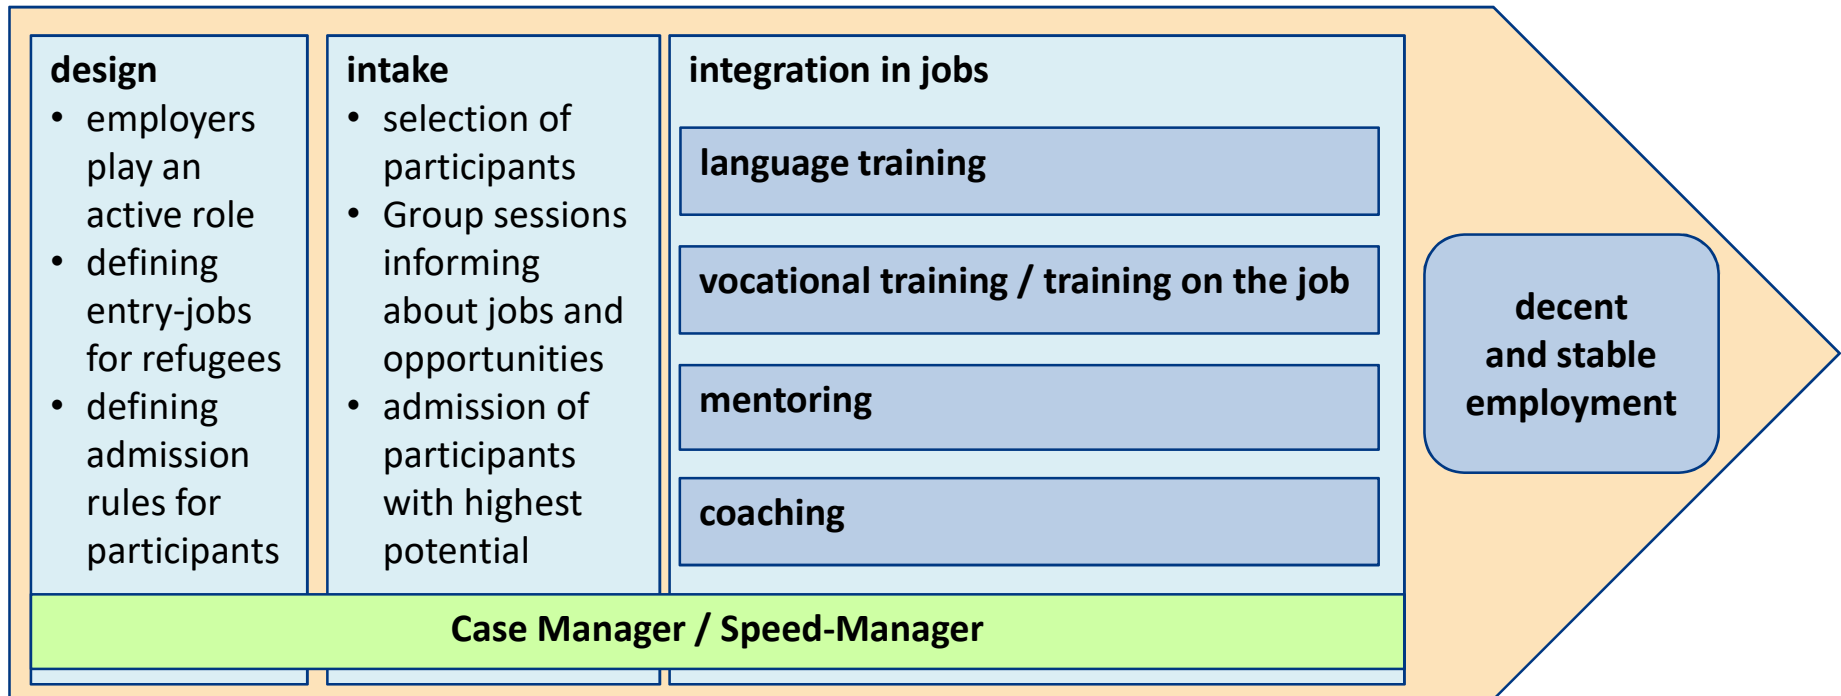 design
• employers
play an
active role
• defining
entry-jobs
for refugees
• defining
admission
rules for
participants
intake
• selection of
participants
• Group sessions
informing
about jobs and
opportunities
• admission of
participants
with highest
potential
integration in jobs
language training
vocational training / training on the job
mentoring
coaching
decent
and stable
employment
Case Manager / Speed-Manager